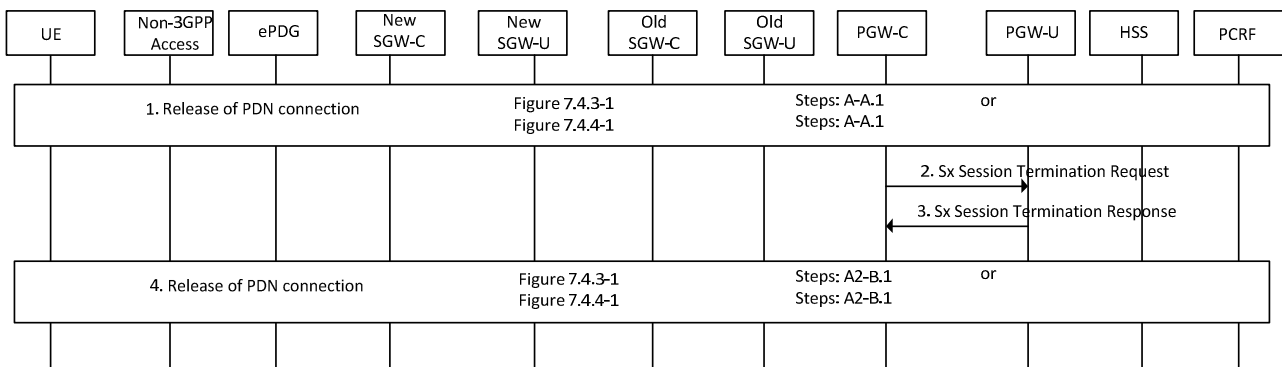 UE
Non-3GPP
Access
ePDG
New
SGW-C
New
SGW-U
Old
SGW-C
Old
SGW-U
PGW-C
PGW-U
HSS
PCRF
1. Release of PDN connection
Figure 7.4.3-1
Steps: A-A.1
or
Figure 7.4.4-1
Steps: A-A.1
2. Sx Session Termination Request
3. Sx Session Termination Response
4. Release of PDN connection
Figure 7.4.3-1
Steps: A2-B.1
or
Figure 7.4.4-1
Steps: A2-B.1